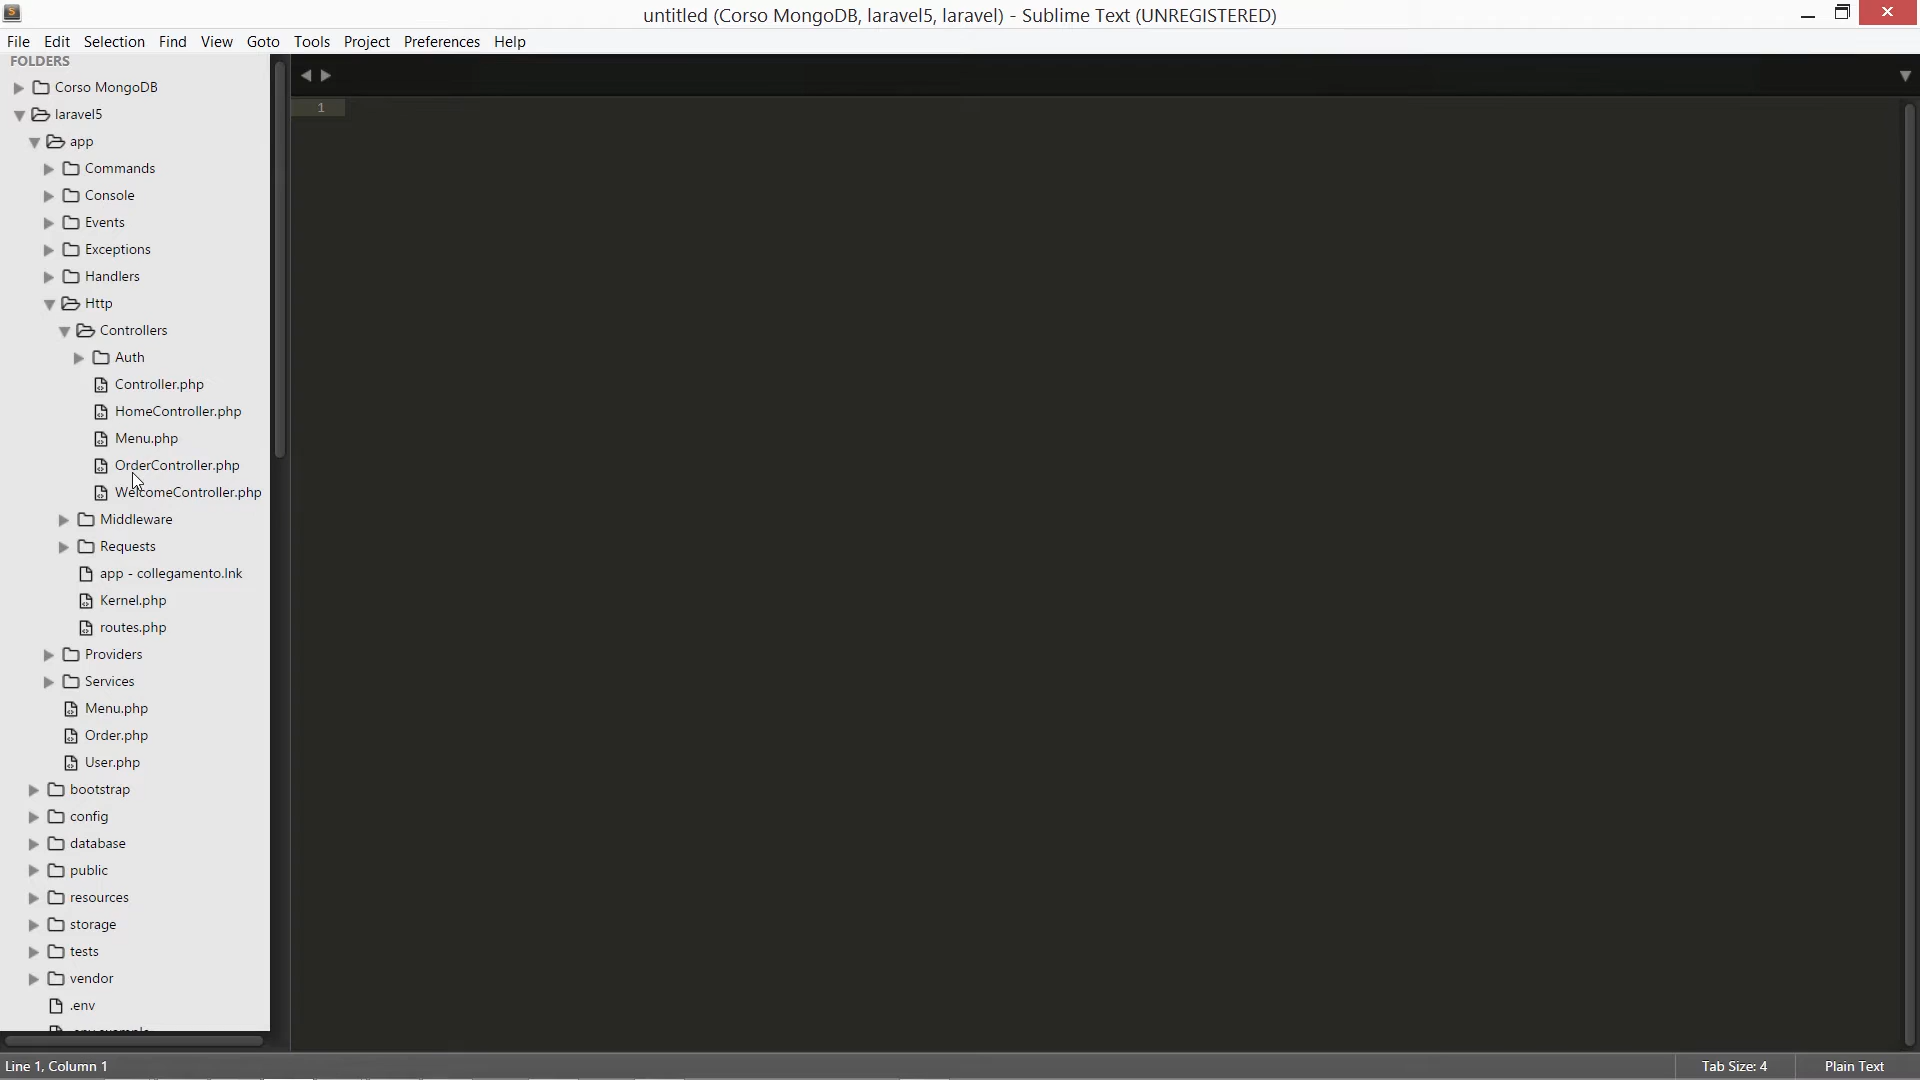 untitled (Corso MongoDB, laravel5, laravel) - Sublime Text (UNREGISTERED)
File Edit Selection Find View Goto Tools Project Preferences Help
FOLDERS
Corso MongoDB
laravel5
app
Commands
Console
Events
Exceptions
Handlers
Http
Controllers
Auth
Controller.php
HomeController.php
Menu.php
OrderController.php
WelcomeController.php
Middleware
Requests
app - collegamento.lnk
Kernel.php
routes.php
Providers
Services
Menu.php
Order.php
User.php
bootstrap
config
database
public
resources
storage
tests
vendor
.env
.env.example
1
Line 1, Column 1
Tab Size: 4
Plain Text